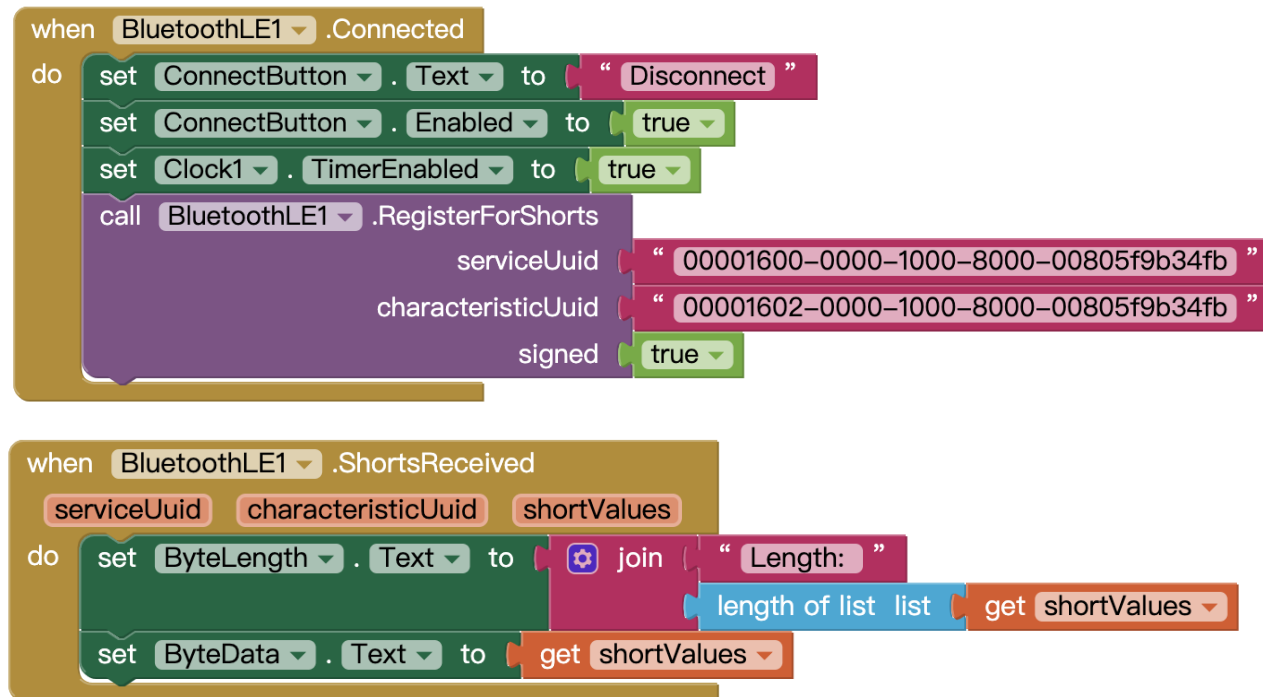 when BluetoothLE1 .Connected
do set ConnectButton . Text to “ Disconnect ”
set ConnectButton . Enabled to true
set Clock1 . TimerEnabled to true
call BluetoothLE1 .RegisterForShorts
serviceUuid “ 00001600-0000-1000-8000-00805f9b34fb ”
characteristicUuid “ 00001602-0000-1000-8000-00805f9b34fb ”
signed true
when BluetoothLE1 .ShortsReceived
serviceUuid characteristicUuid shortValues
do set ByteLength . Text to join “ Length: ”
length of list list get shortValues
set ByteData . Text to get shortValues